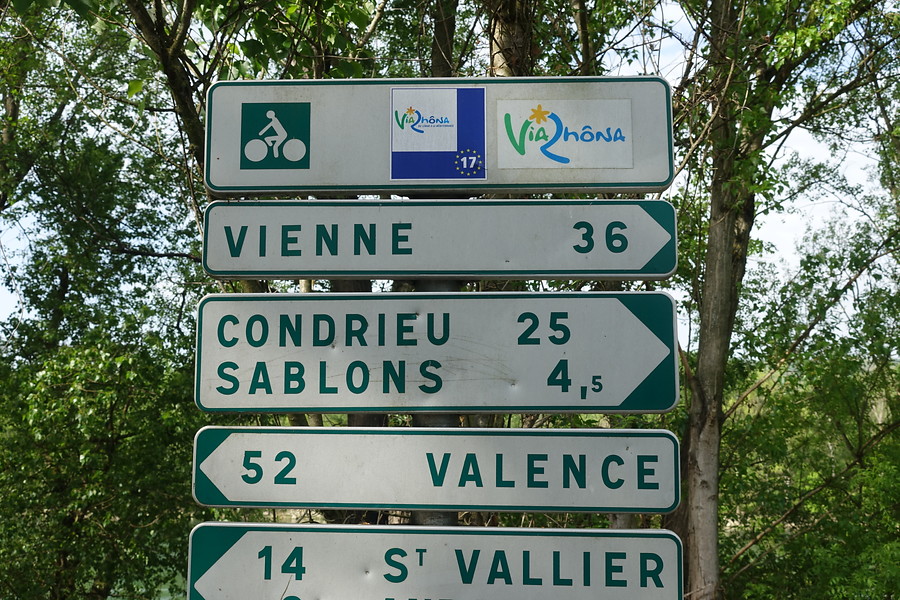 ViaRhôna
17
ViaRhôna
VIENNE 36
CONDRIEU 25
SABLONS 4,5
52 VALENCE
14 ST VALLIER